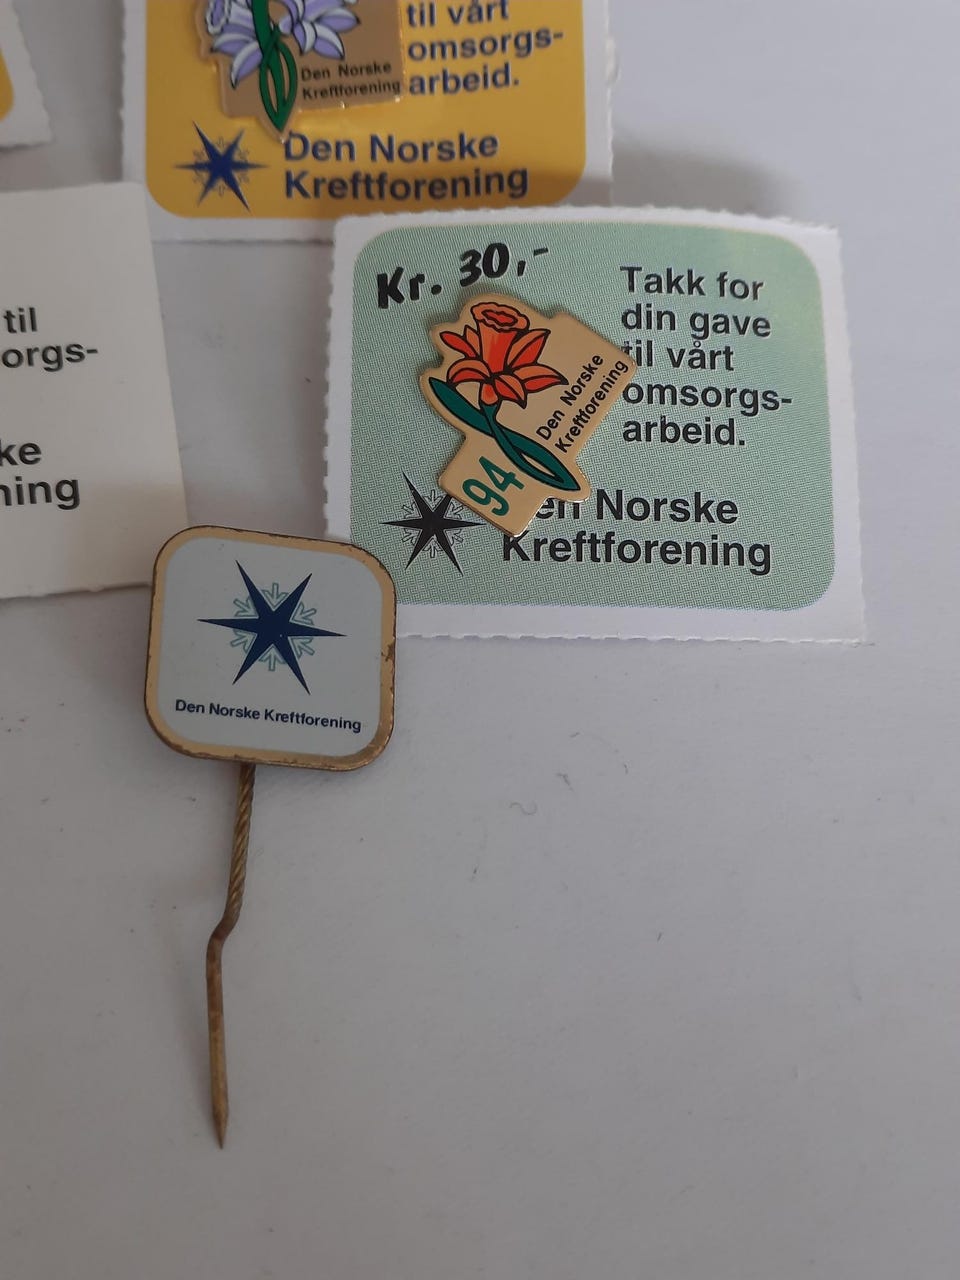 til vårt
omsorgs-
arbeid.
Den Norske
Kreftforening
Den Norske
Kreftforening
til
orgs-
ke
ning
Kr. 30,-
Takk for
din gave
til vårt
omsorgs-
arbeid.
Den Norske
Kreftforening
94
Den Norske
Kreftforening
Den Norske Kreftforening